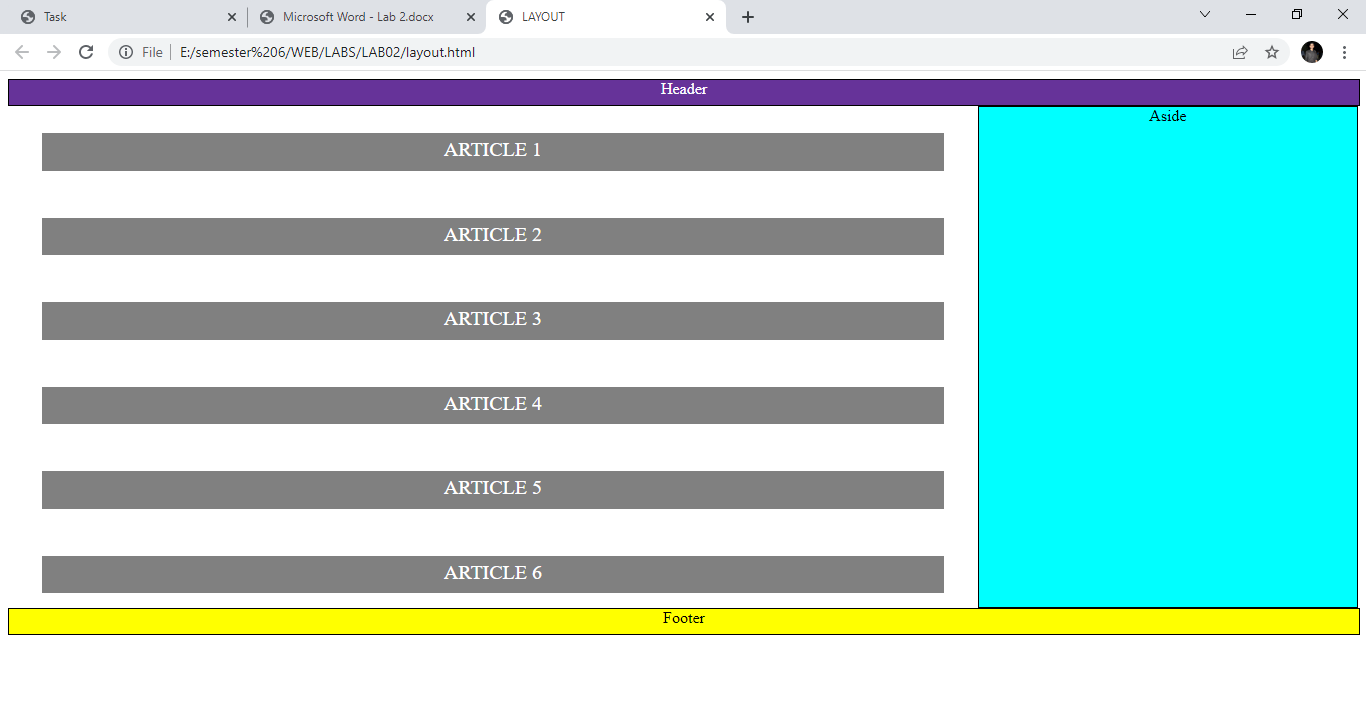 Task
Microsoft Word - Lab 2.docx
LAYOUT
File
E:/semester%206/WEB/LABS/LAB02/layout.html
Header
Aside
ARTICLE 1
ARTICLE 2
ARTICLE 3
ARTICLE 4
ARTICLE 5
ARTICLE 6
Footer